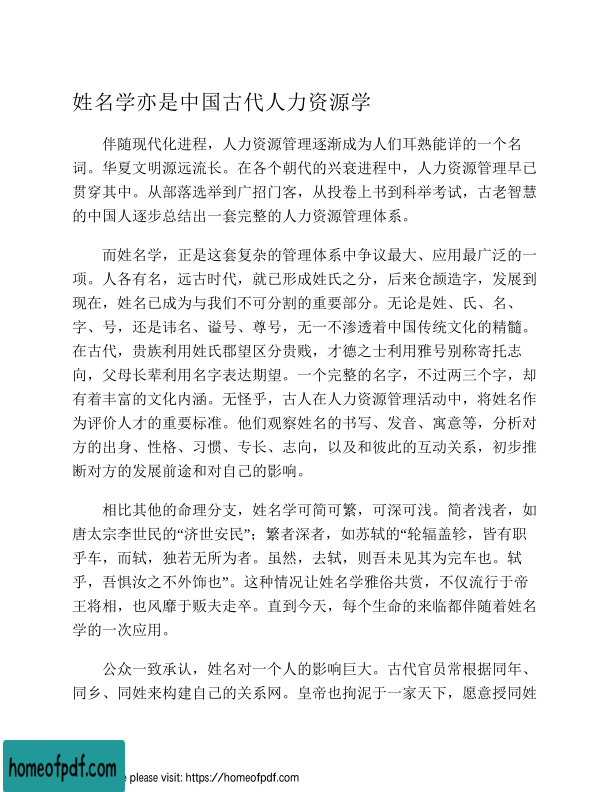 姓名学亦是中国古代人力资源学
伴随现代化进程，人力资源管理逐渐成为人们耳熟能详的一个名
词。华夏文明源远流长。在各个朝代的兴衰进程中，人力资源管理早已
贯穿其中。从部落选举到广招门客，从投卷上书到科举考试，古老智慧
的中国人逐步总结出一套完整的人力资源管理体系。
而姓名学，正是这套复杂的管理体系中争议最大、应用最广泛的一
项。人各有名，远古时代，就已形成姓氏之分，后来仓颉造字，发展到
现在，姓名已成为与我们不可分割的重要部分。无论是姓、氏、名、
字、号，还是讳名、谥号、尊号，无一不渗透着中国传统文化的精髓。
在古代，贵族利用姓氏郡望区分贵贱，才德之士利用雅号别称寄托志
向，父母长辈利用名字表达期望。一个完整的名字，不过两三个字，却
有着丰富的文化内涵。无怪乎，古人在人力资源管理活动中，将姓名作
为评价人才的重要标准。他们观察姓名的书写、发音、寓意等，分析对
方的出身、性格、习惯、专长、志向，以及和彼此的互动关系，初步推
断对方的发展前途和对自己的影响。
相比其他的命理分支，姓名学可简可繁，可深可浅。简者浅者，如
唐太宗李世民的“济世安民”；繁者深者，如苏轼的“轮辐盖轸，皆有职
乎车，而轼，独若无所为者。虽然，去轼，则吾未见其为完车也。轼
乎，吾惧汝之不外饰也”。这种情况让姓名学雅俗共赏，不仅流行于帝
王将相，也风靡于贩夫走卒。直到今天，每个生命的来临都伴随着姓名
学的一次应用。
公众一致承认，姓名对一个人的影响巨大。古代官员常根据同年、
同乡、同姓来构建自己的关系网。皇帝也拘泥于一家天下，愿意授同姓
homeofpdf.com
e please visit: https://homeofpdf.com